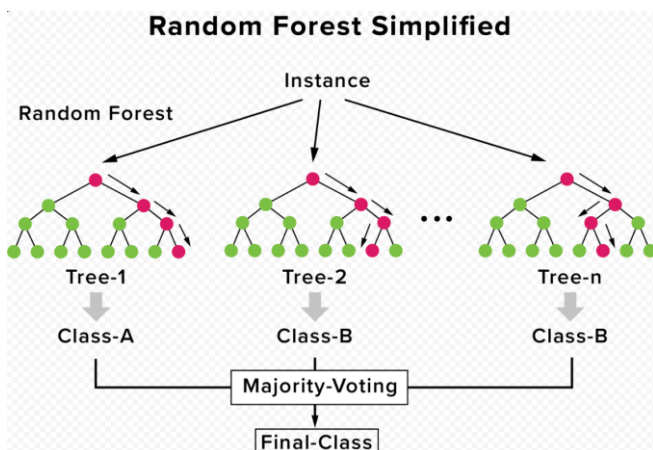 Random Forest Simplified
Instance
Random Forest
Tree-1
Tree-2
Tree-n
Class-A
Class-B
Class-B
Majority-Voting
Final-Class